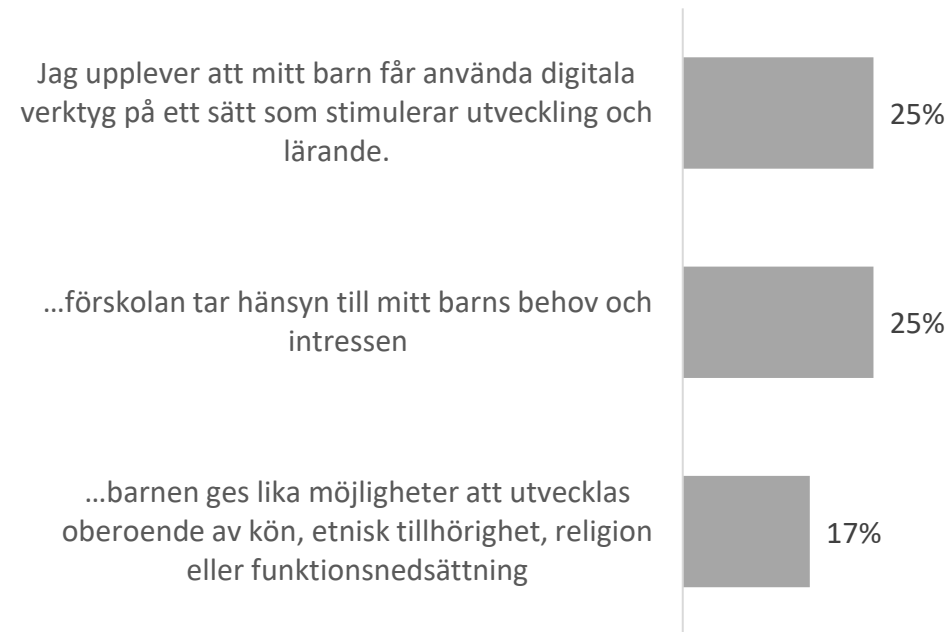 Jag upplever att mitt barn får använda digitala
verktyg på ett sätt som stimulerar utveckling och
lärande.
25%
…förskolan tar hänsyn till mitt barns behov och
intressen
25%
…barnen ges lika möjligheter att utvecklas
oberoende av kön, etnisk tillhörighet, religion
eller funktionsnedsättning
17%